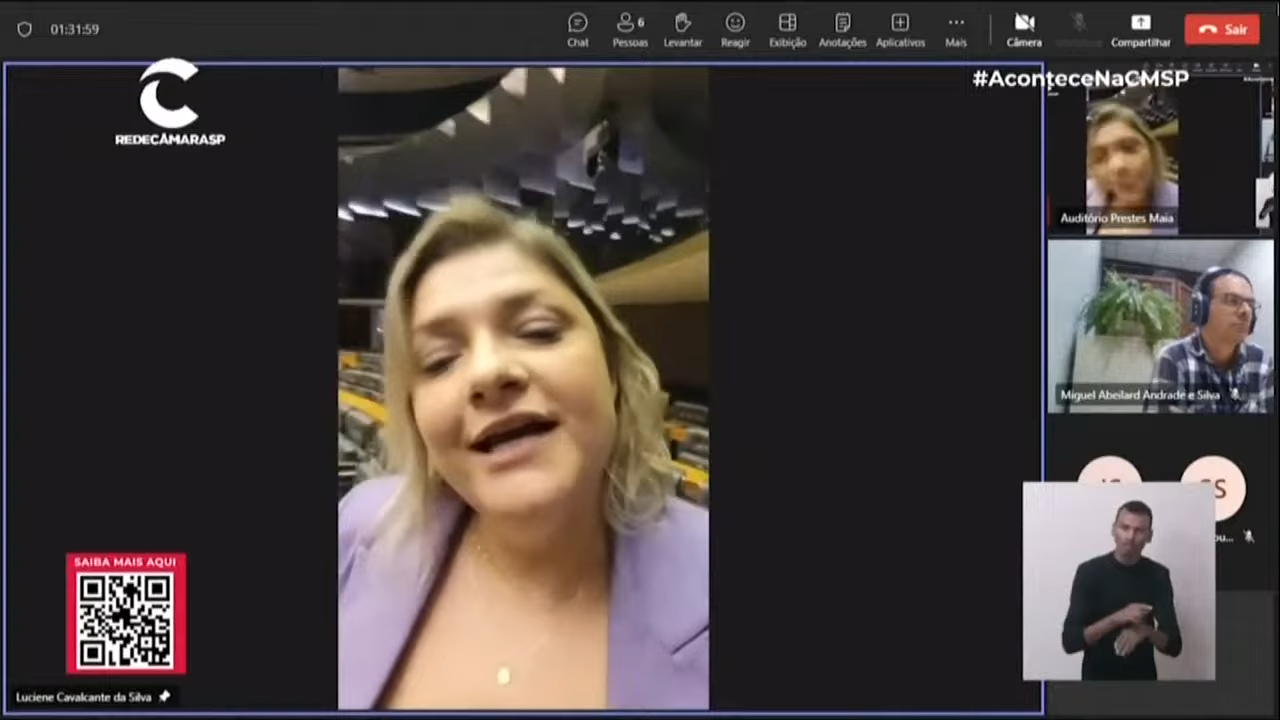 01:31:59
Chat
Pessoas
6
Levantar
Reagir
Exibição
Anotações
Aplicativos
Mais
Câmera
Compartilhar
Sair
#AconteceNaCMSP
REDECÂMARASP
Auditório Prestes Maia
Miguel Abeilard Andrade e Silva
SAIBA MAIS AQUI
Luciene Cavalcante da Silva